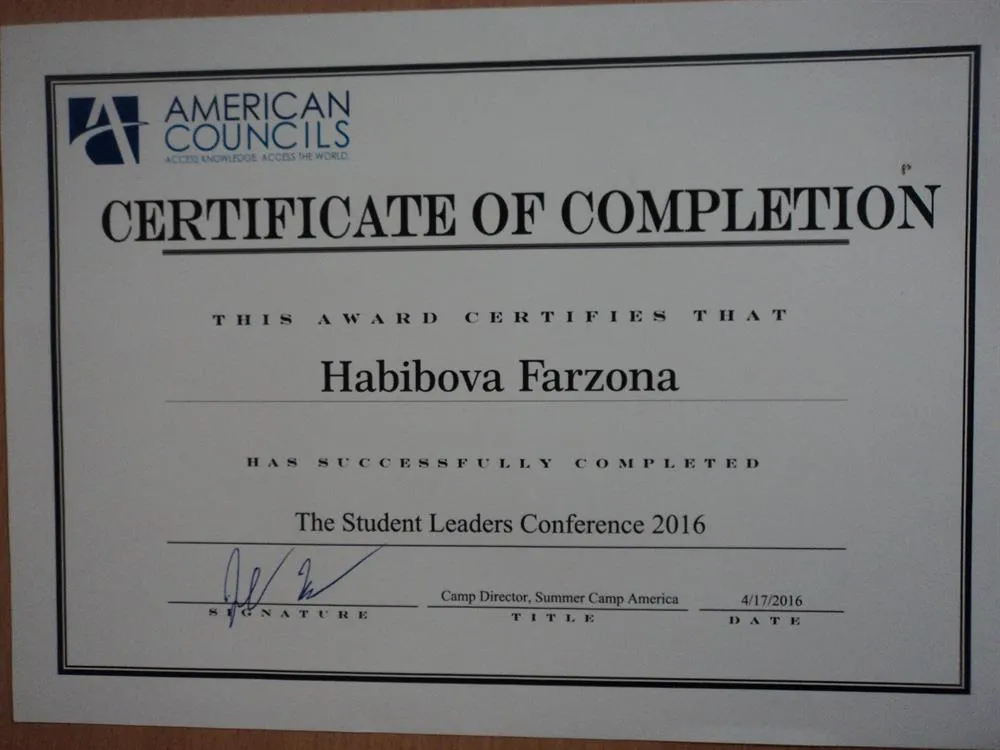 AMERICAN
COUNCILS
ACCESS KNOWLEDGE. ACCESS THE WORLD.
CERTIFICATE OF COMPLETION
THIS AWARD CERTIFIES THAT
Habibova Farzona
HAS SUCCESSFULLY COMPLETED
The Student Leaders Conference 2016
Camp Director, Summer Camp America 4/17/2016
SIGNATURE TITLE DATE